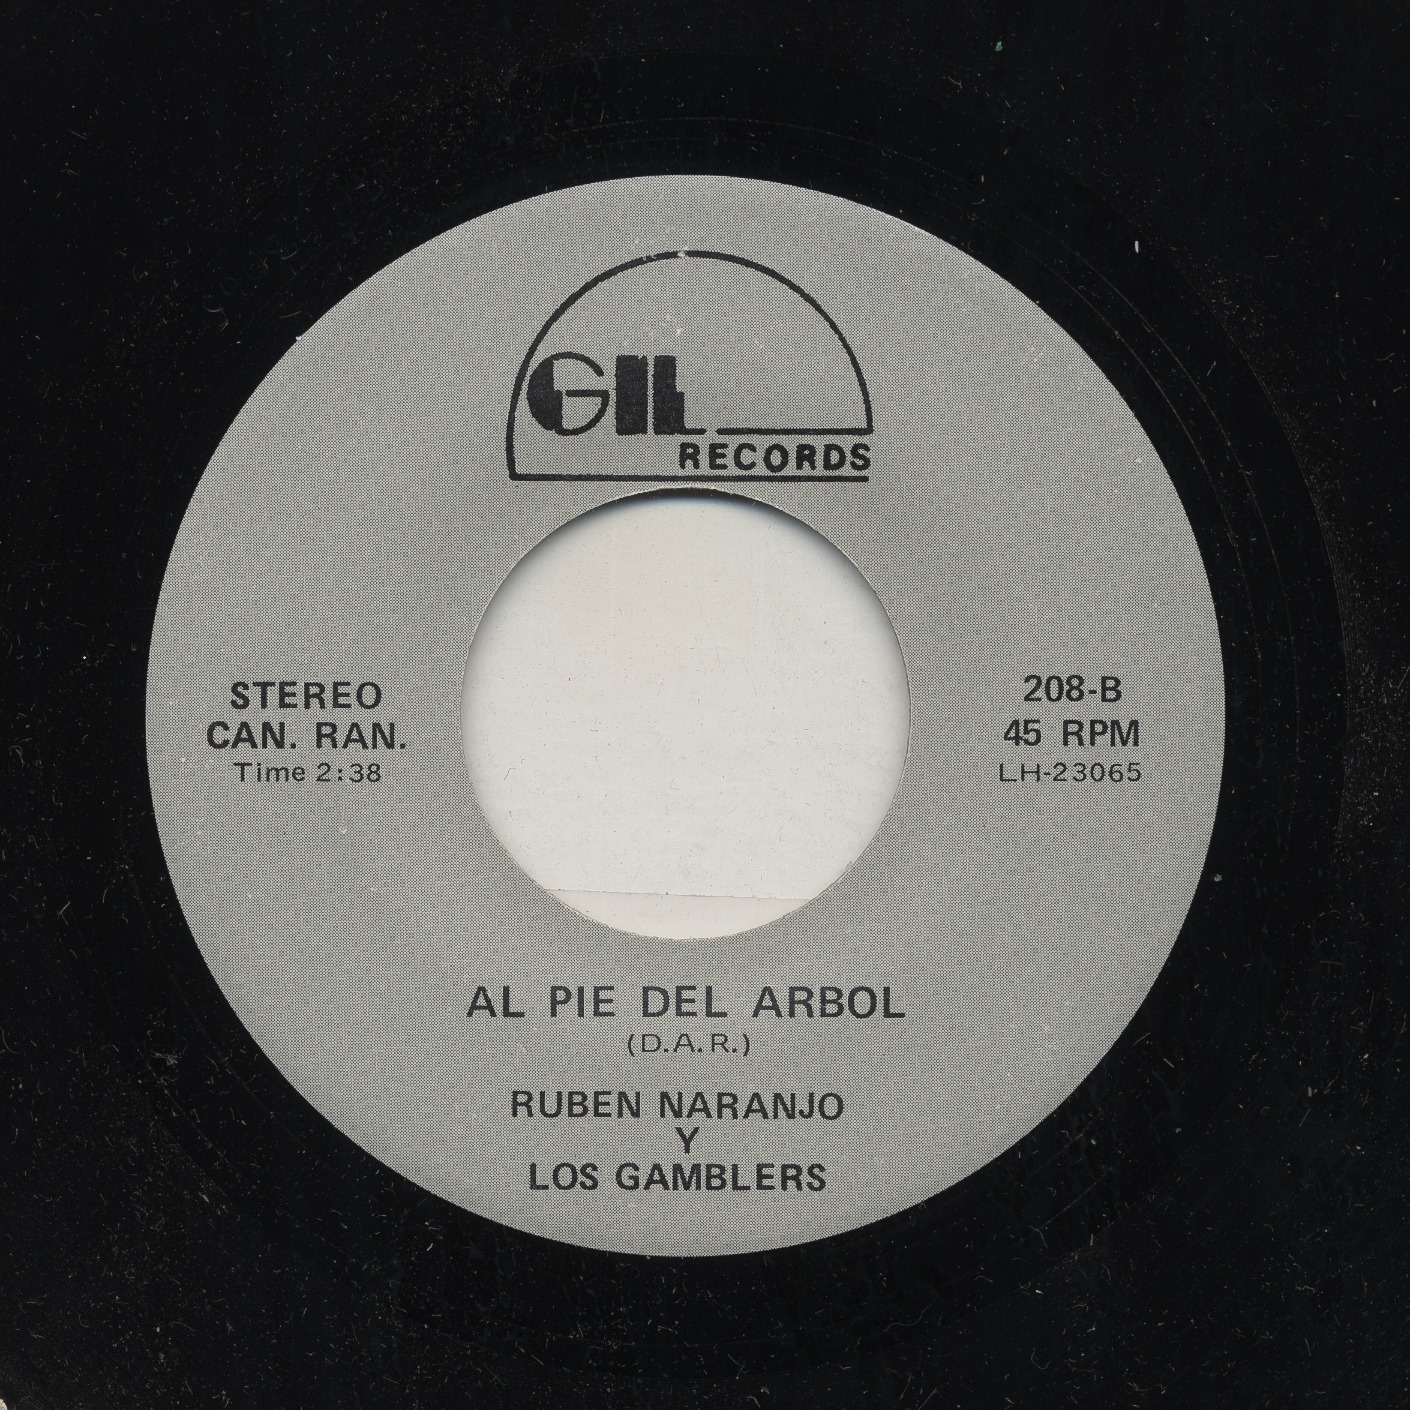 GIL
RECORDS
STEREO
CAN. RAN.
Time 2:38
208-B
45 RPM
LH-23065
AL PIE DEL ARBOL
(D.A.R.)
RUBEN NARANJO
Y
LOS GAMBLERS